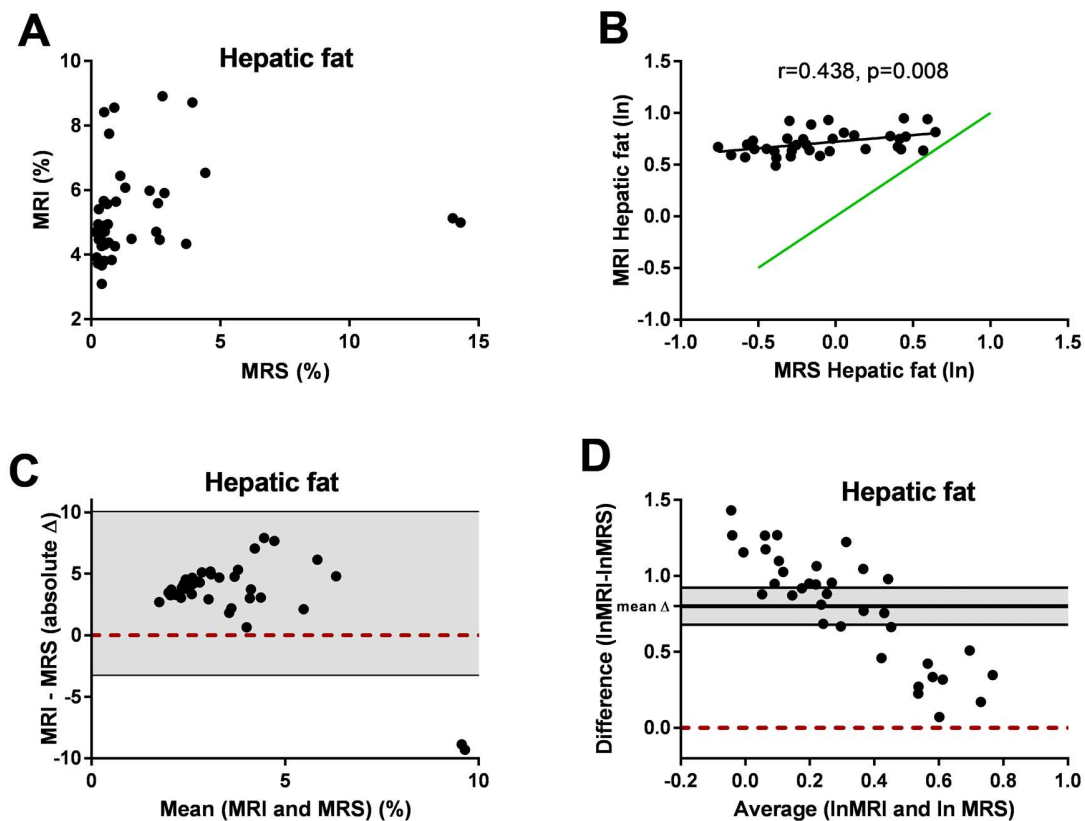 A
Hepatic fat
MRI (%)
10
8
6
4
2
0
5
10
15
MRS (%)
B
r=0.438, p=0.008
MRI Hepatic fat (ln)
1.5
1.0
0.5
0.0
-0.5
-1.0
-1.0
-0.5
0.0
0.5
1.0
1.5
MRS Hepatic fat (ln)
C
Hepatic fat
MRI - MRS (absolute Δ)
10
5
0
-5
-10
0
5
10
Mean (MRI and MRS) (%)
D
Hepatic fat
Difference (lnMRI-lnMRS)
1.5
1.0
mean Δ
0.5
0.0
-0.2
0.0
0.2
0.4
0.6
0.8
1.0
Average (lnMRI and ln MRS)